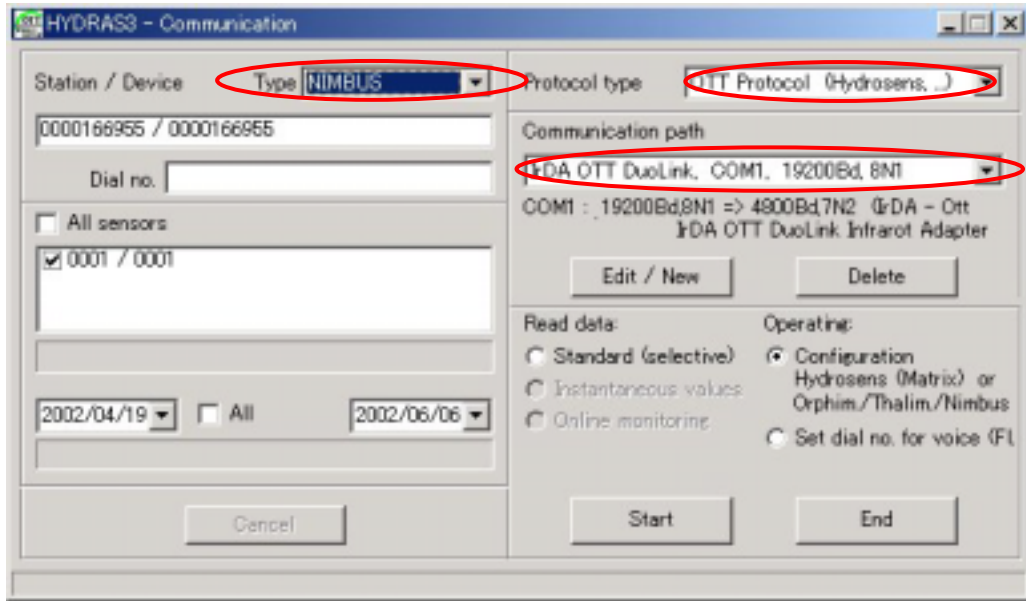 HYDRAS3 - Communication
Station / Device Type NIMBUS
0000166955 / 0000166955
Dial no.
All sensors
0001 / 0001
2002/04/19 All 2002/06/06
Cancel
Protocol type OTT Protocol (Hydrosens, ..)
Communication path
IrDA OTT DuoLink, COM1, 19200Bd, 8N1
COM1 : 19200Bd,8N1 => 4800Bd,7N2 (IrDA - Ott
IrDA OTT DuoLink Infrarot Adapter
Edit / New Delete
Read data: Operating:
Standard (selective) Configuration
Instantaneous values Hydrosens (Matrix) or
Online monitoring Orphim./Thalim./Nimbus
Set dial no. for voice (FL
Start End